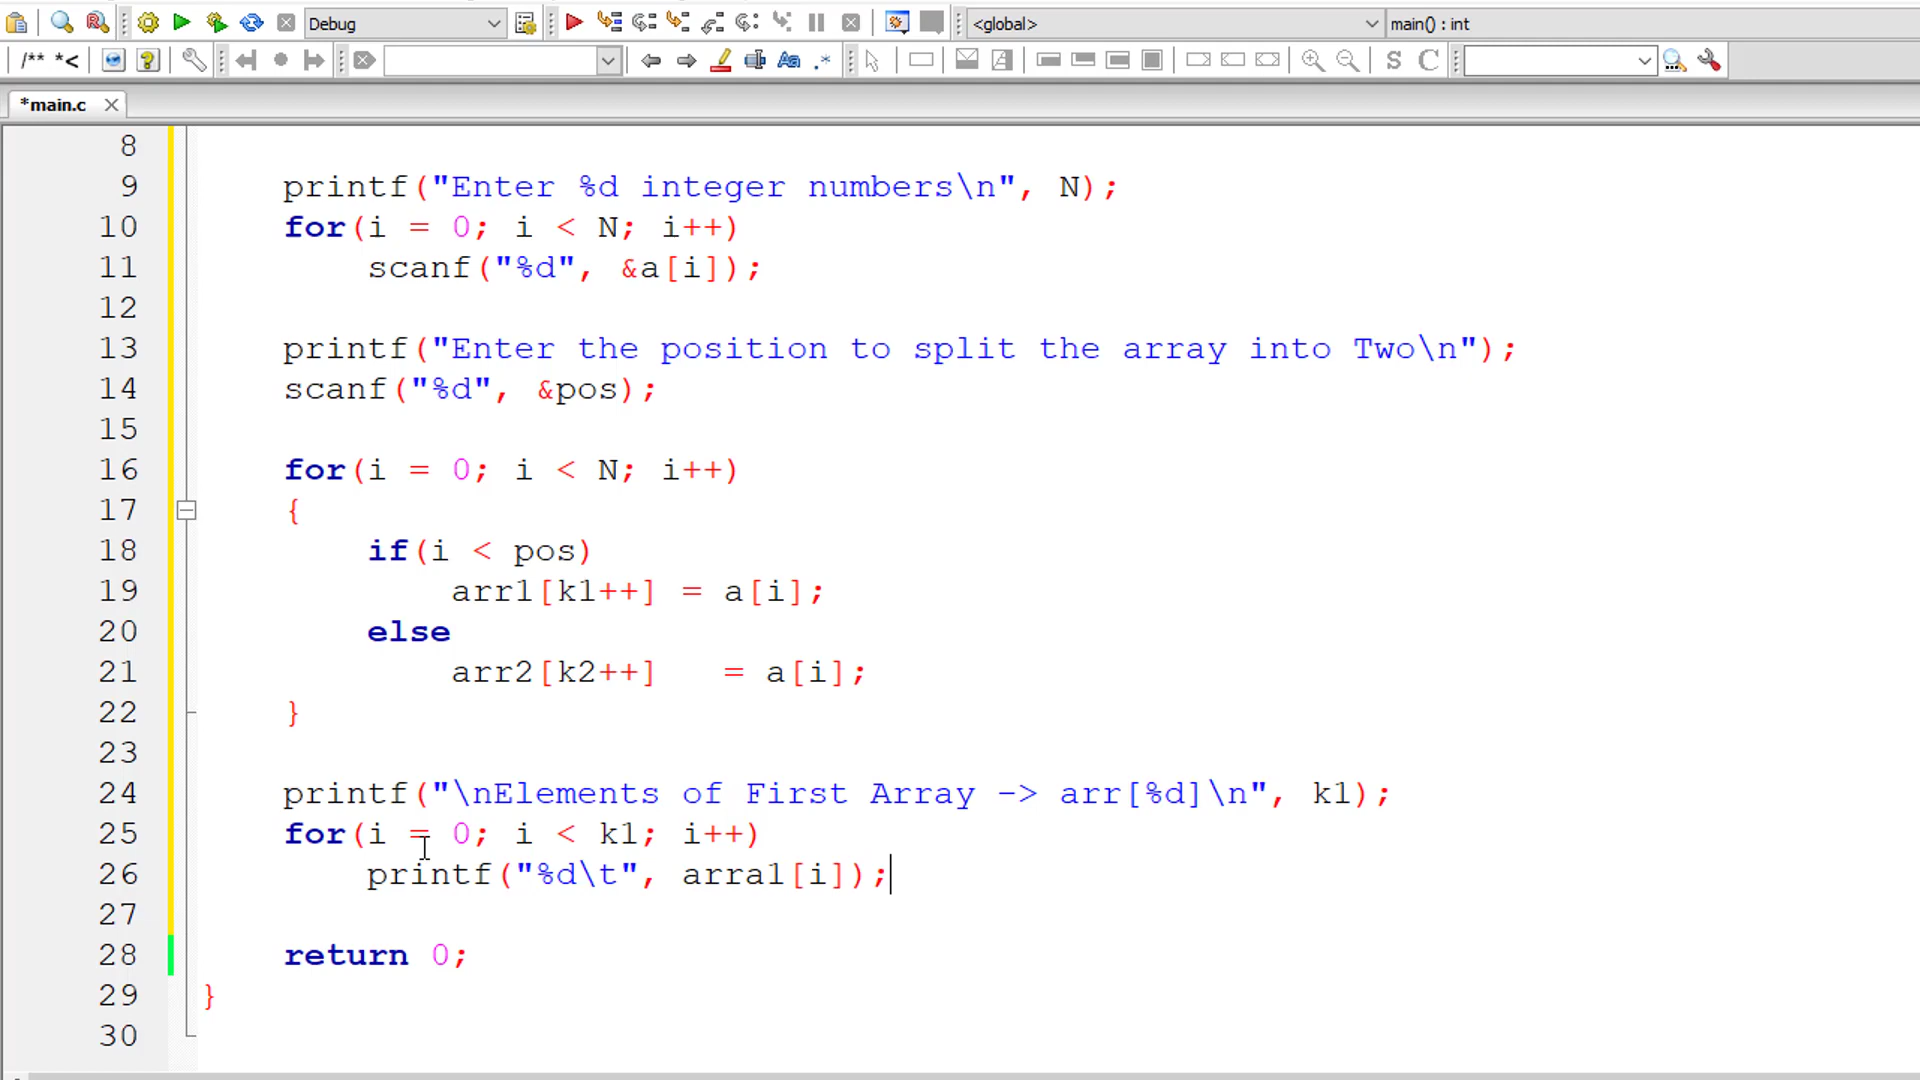 Debug <global> main() : int
/** *< Aa .* S C
*main.c
8
9 printf("Enter %d integer numbers\n", N);
10 for(i = 0; i < N; i++)
11 scanf("%d", &a[i]);
12
13 printf("Enter the position to split the array into Two\n");
14 scanf("%d", &pos);
15
16 for(i = 0; i < N; i++)
17 {
18 if(i < pos)
19 arr1[k1++] = a[i];
20 else
21 arr2[k2++] = a[i];
22 }
23
24 printf("\nElements of First Array -> arr[%d]\n", k1);
25 for(i = 0; i < k1; i++)
26 printf("%d\t", arra1[i]);
27
28 return 0;
29 }
30